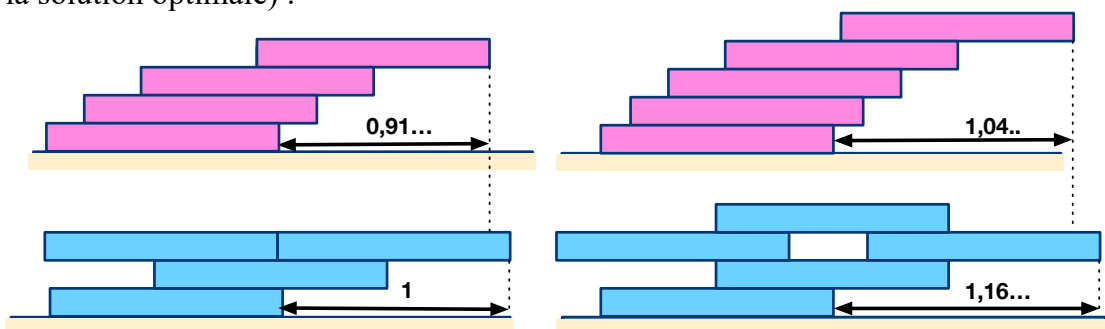 la solution optimale) :
0,91...
1,04..
1
1,16...